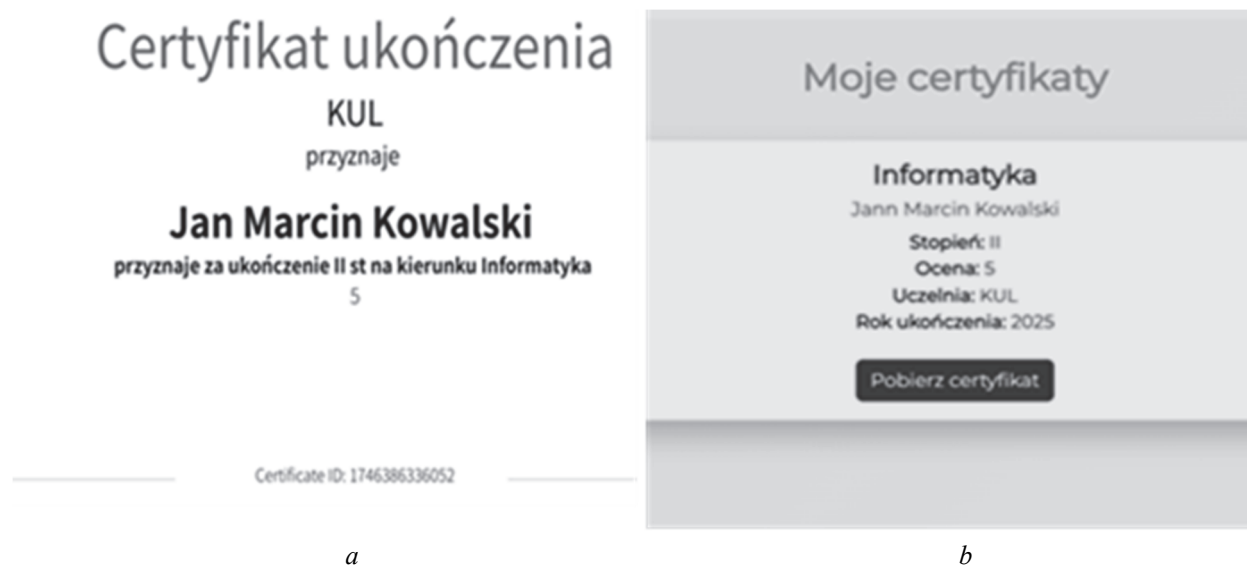 Certyfikat ukończenia
KUL
przyznaje
Jan Marcin Kowalski
przyznaje za ukończenie II st na kierunku Informatyka
5
Certificate ID: 1746386336052
a
Moje certyfikaty
Informatyka
Jann Marcin Kowalski
Stopień: II
Ocena: 5
Uczelnia: KUL
Rok ukończenia: 2025
Pobierz certyfikat
b